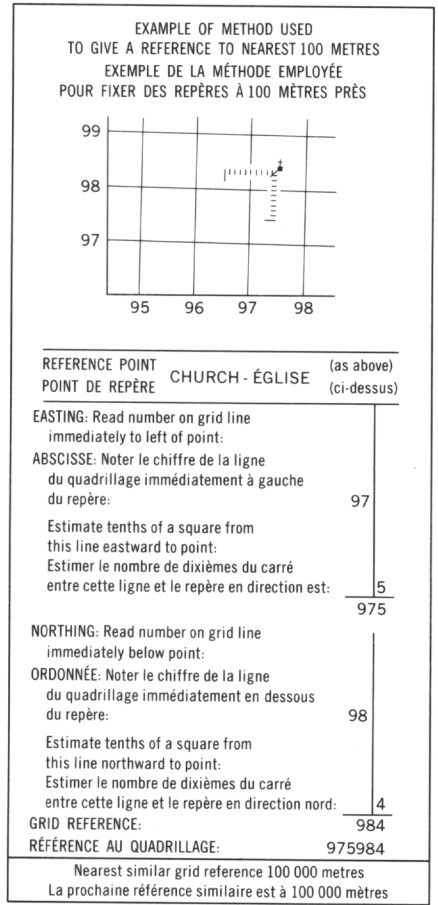 EXAMPLE OF METHOD USED
TO GIVE A REFERENCE TO NEAREST 100 METRES
EXEMPLE DE LA MÉTHODE EMPLOYÉE
POUR FIXER DES REPÈRES À 100 MÈTRES PRÈS
99
98
97
95 96 97 98
REFERENCE POINT
POINT DE REPÈRE
CHURCH - ÉGLISE
(as above)
(ci-dessus)
EASTING: Read number on grid line
immediately to left of point:
ABSCISSE: Noter le chiffre de la ligne
du quadrillage immédiatement à gauche
du repère: 97
Estimate tenths of a square from
this line eastward to point:
Estimer le nombre de dixièmes du carré
entre cette ligne et le repère en direction est: 5
975
NORTHING: Read number on grid line
immediately below point:
ORDONNÉE: Noter le chiffre de la ligne
du quadrillage immédiatement en dessous
du repère: 98
Estimate tenths of a square from
this line northward to point:
Estimer le nombre de dixièmes du carré
entre cette ligne et le repère en direction nord: 4
GRID REFERENCE: 984
RÉFÉRENCE AU QUADRILLAGE: 975984
Nearest similar grid reference 100 000 metres
La prochaine référence similaire est à 100 000 mètres